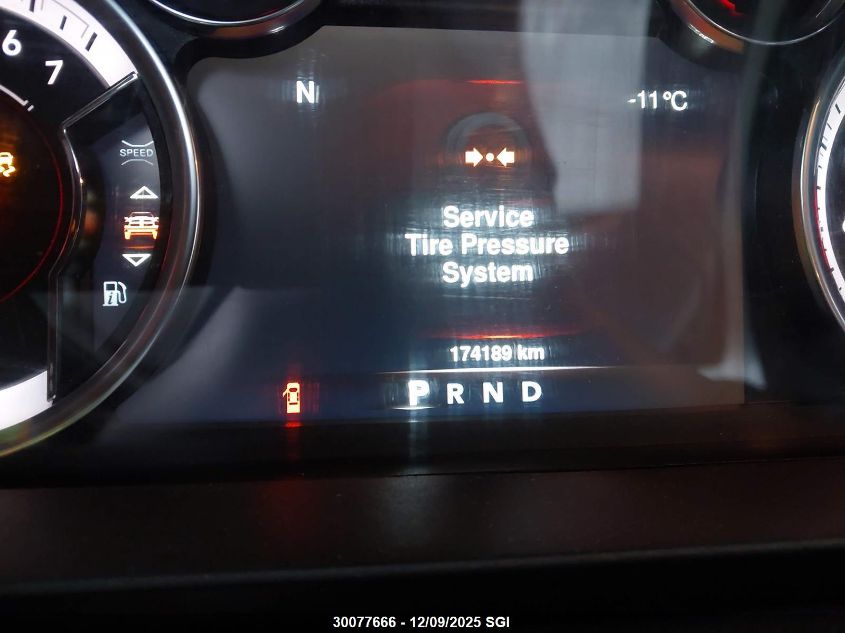 6
7
N
-11°C
SPEED
Service
Tire Pressure
System
174189 km
P R N D
30077666 - 12/09/2025 SGI